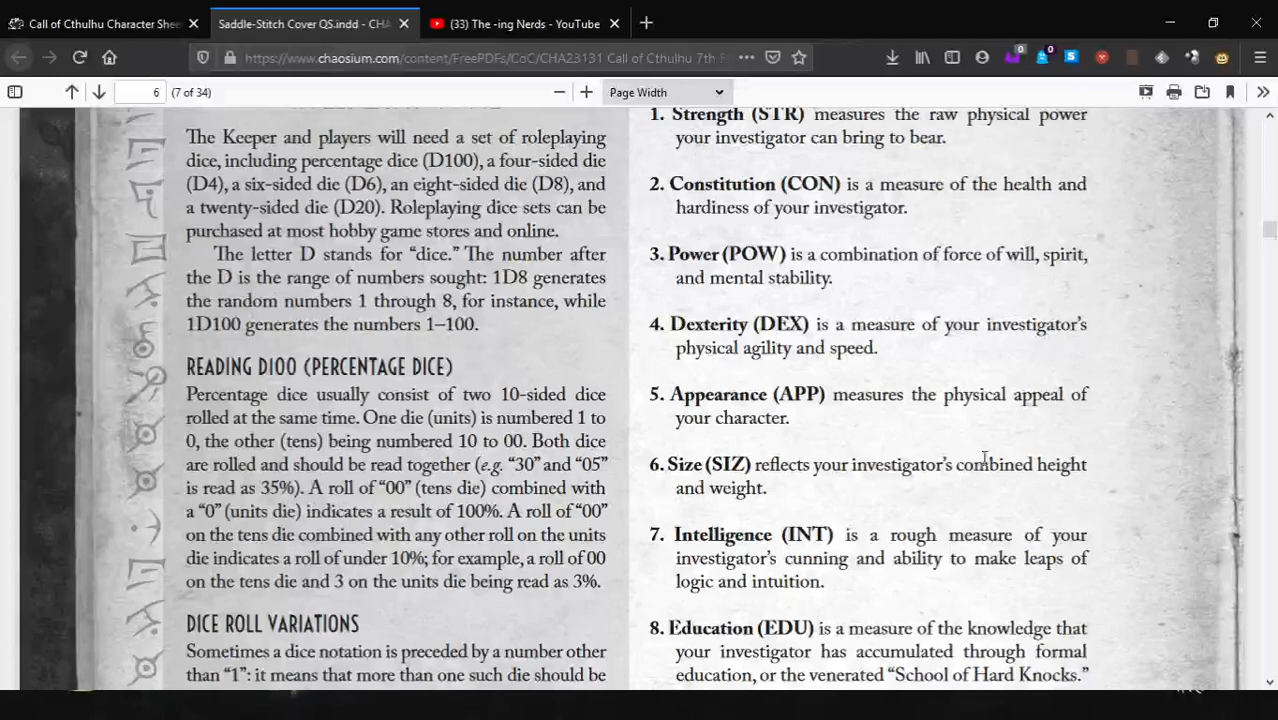 Call of Cthulhu Character Shee
Saddle-Stitch Cover QS.indd - CHA
(33) The -ing Nerds - YouTube
https://www.chaosium.com/content/FreePDFs/CoC/CHA23131 Call of Cthulhu 7th
0
0
6
(7 of 34)
Page Width
The Keeper and players will need a set of roleplaying
dice, including percentage dice (D100), a four-sided die
(D4), a six-sided die (D6), an eight-sided die (D8), and
a twenty-sided die (D20). Roleplaying dice sets can be
purchased at most hobby game stores and online.
The letter D stands for “dice.” The number after
the D is the range of numbers sought: 1D8 generates
the random numbers 1 through 8, for instance, while
1D100 generates the numbers 1–100.
READING D100 (PERCENTAGE DICE)
Percentage dice usually consist of two 10-sided dice
rolled at the same time. One die (units) is numbered 1 to
0, the other (tens) being numbered 10 to 00. Both dice
are rolled and should be read together (e.g. “30” and “05”
is read as 35%). A roll of “00” (tens die) combined with
a “0” (units die) indicates a result of 100%. A roll of “00”
on the tens die combined with any other roll on the units
die indicates a roll of under 10%; for example, a roll of 00
on the tens die and 3 on the units die being read as 3%.
DICE ROLL VARIATIONS
Sometimes a dice notation is preceded by a number other
than “1”: it means that more than one such die should be
1. Strength (STR) measures the raw physical power
your investigator can bring to bear.
2. Constitution (CON) is a measure of the health and
hardiness of your investigator.
3. Power (POW) is a combination of force of will, spirit,
and mental stability.
4. Dexterity (DEX) is a measure of your investigator’s
physical agility and speed.
5. Appearance (APP) measures the physical appeal of
your character.
6. Size (SIZ) reflects your investigator’s combined height
and weight.
7. Intelligence (INT) is a rough measure of your
investigator’s cunning and ability to make leaps of
logic and intuition.
8. Education (EDU) is a measure of the knowledge that
your investigator has accumulated through formal
education, or the venerated “School of Hard Knocks.”